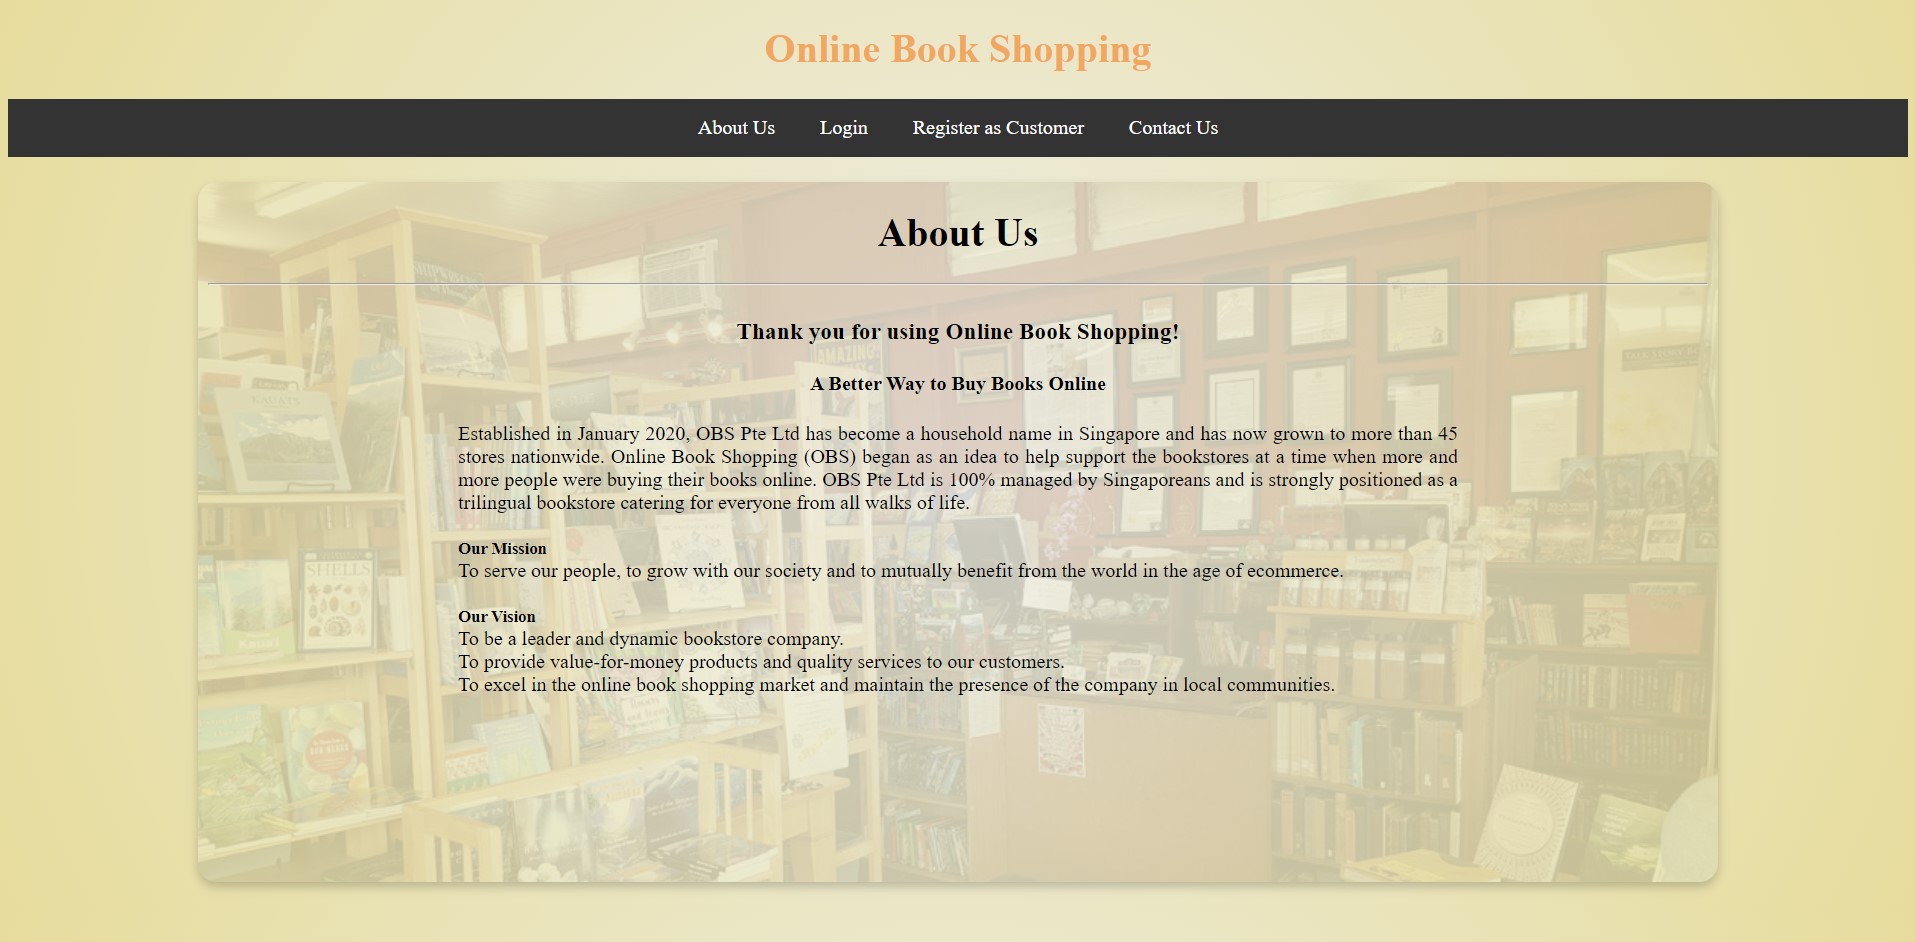 Online Book Shopping
About Us
Login
Register as Customer
Contact Us
About Us
Thank you for using Online Book Shopping!
A Better Way to Buy Books Online
Established in January 2020, OBS Pte Ltd has become a household name in Singapore and has now grown to more than 45
stores nationwide. Online Book Shopping (OBS) began as an idea to help support the bookstores at a time when more and
more people were buying their books online. OBS Pte Ltd is 100% managed by Singaporeans and is strongly positioned as a
trilingual bookstore catering for everyone from all walks of life.
Our Mission
To serve our people, to grow with our society and to mutually benefit from the world in the age of ecommerce.
Our Vision
To be a leader and dynamic bookstore company.
To provide value-for-money products and quality services to our customers.
To excel in the online book shopping market and maintain the presence of the company in local communities.
AMAZING
SHELLS